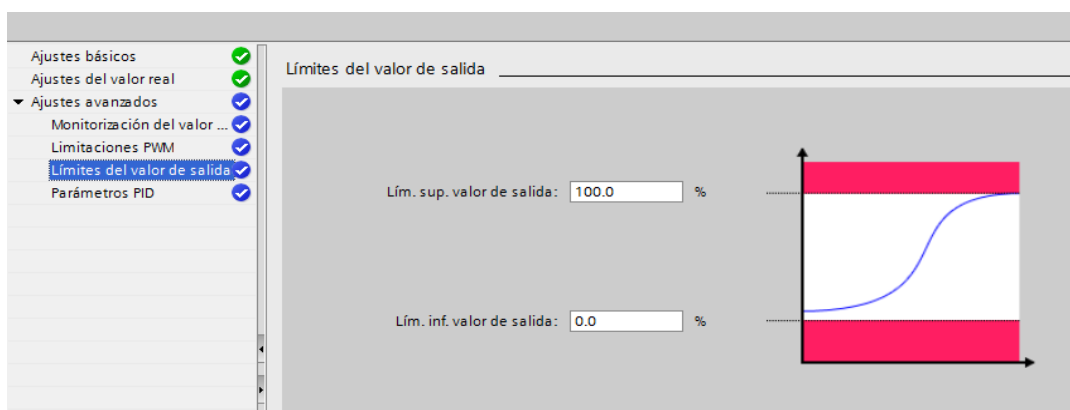 Ajustes básicos
Ajustes del valor real
Ajustes avanzados
Monitorización del valor ...
Limitaciones PWM
Límites del valor de salida
Parámetros PID
Límites del valor de salida
Lím. sup. valor de salida: 100.0 %
Lím. inf. valor de salida: 0.0 %